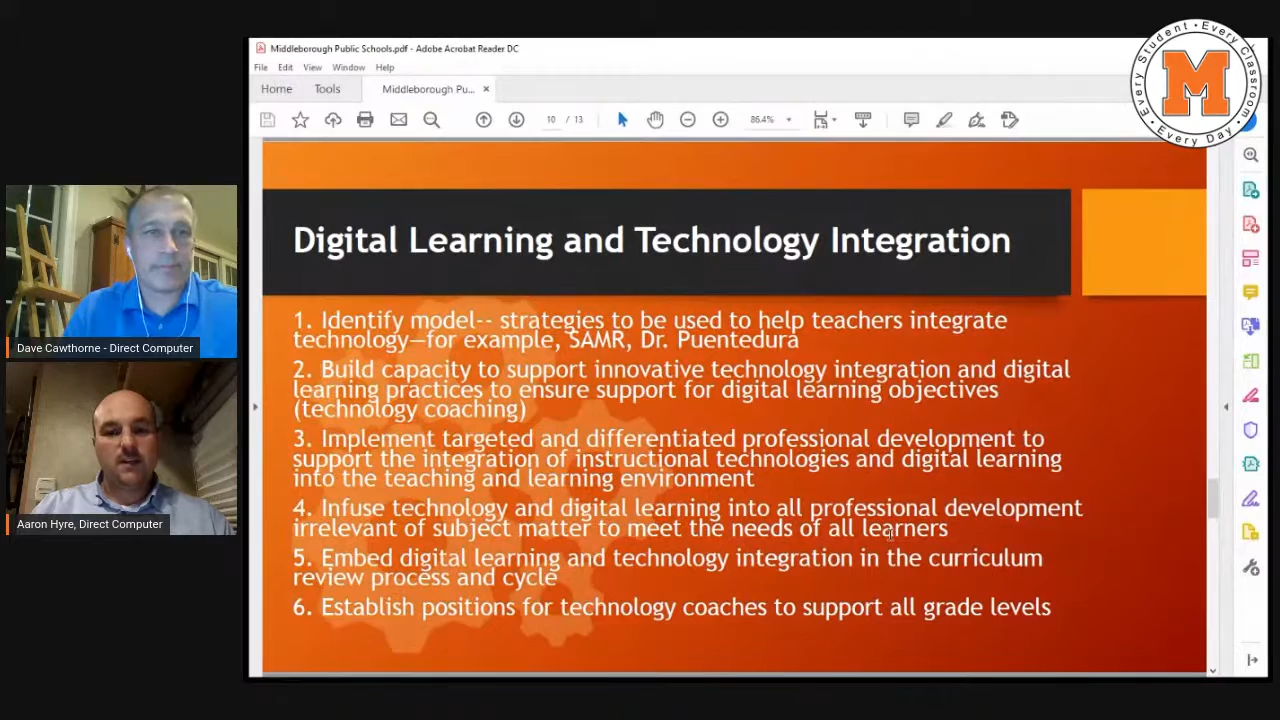 Middleborough Public Schools.pdf - Adobe Acrobat Reader DC
File Edit View Window Help
Home Tools Middleborough Pu... ×
10 / 13 86.4%
Every Student • Every Classroom • Every Day •
M
Digital Learning and Technology Integration
1. Identify model-- strategies to be used to help teachers integrate
technology—for example, SAMR, Dr. Puentedura
2. Build capacity to support innovative technology integration and digital
learning practices to ensure support for digital learning objectives
(technology coaching)
3. Implement targeted and differentiated professional development to
support the integration of instructional technologies and digital learning
into the teaching and learning environment
4. Infuse technology and digital learning into all professional development
irrelevant of subject matter to meet the needs of all learners
5. Embed digital learning and technology integration in the curriculum
review process and cycle
6. Establish positions for technology coaches to support all grade levels
Dave Cawthorne - Direct Computer
Aaron Hyre, Direct Computer